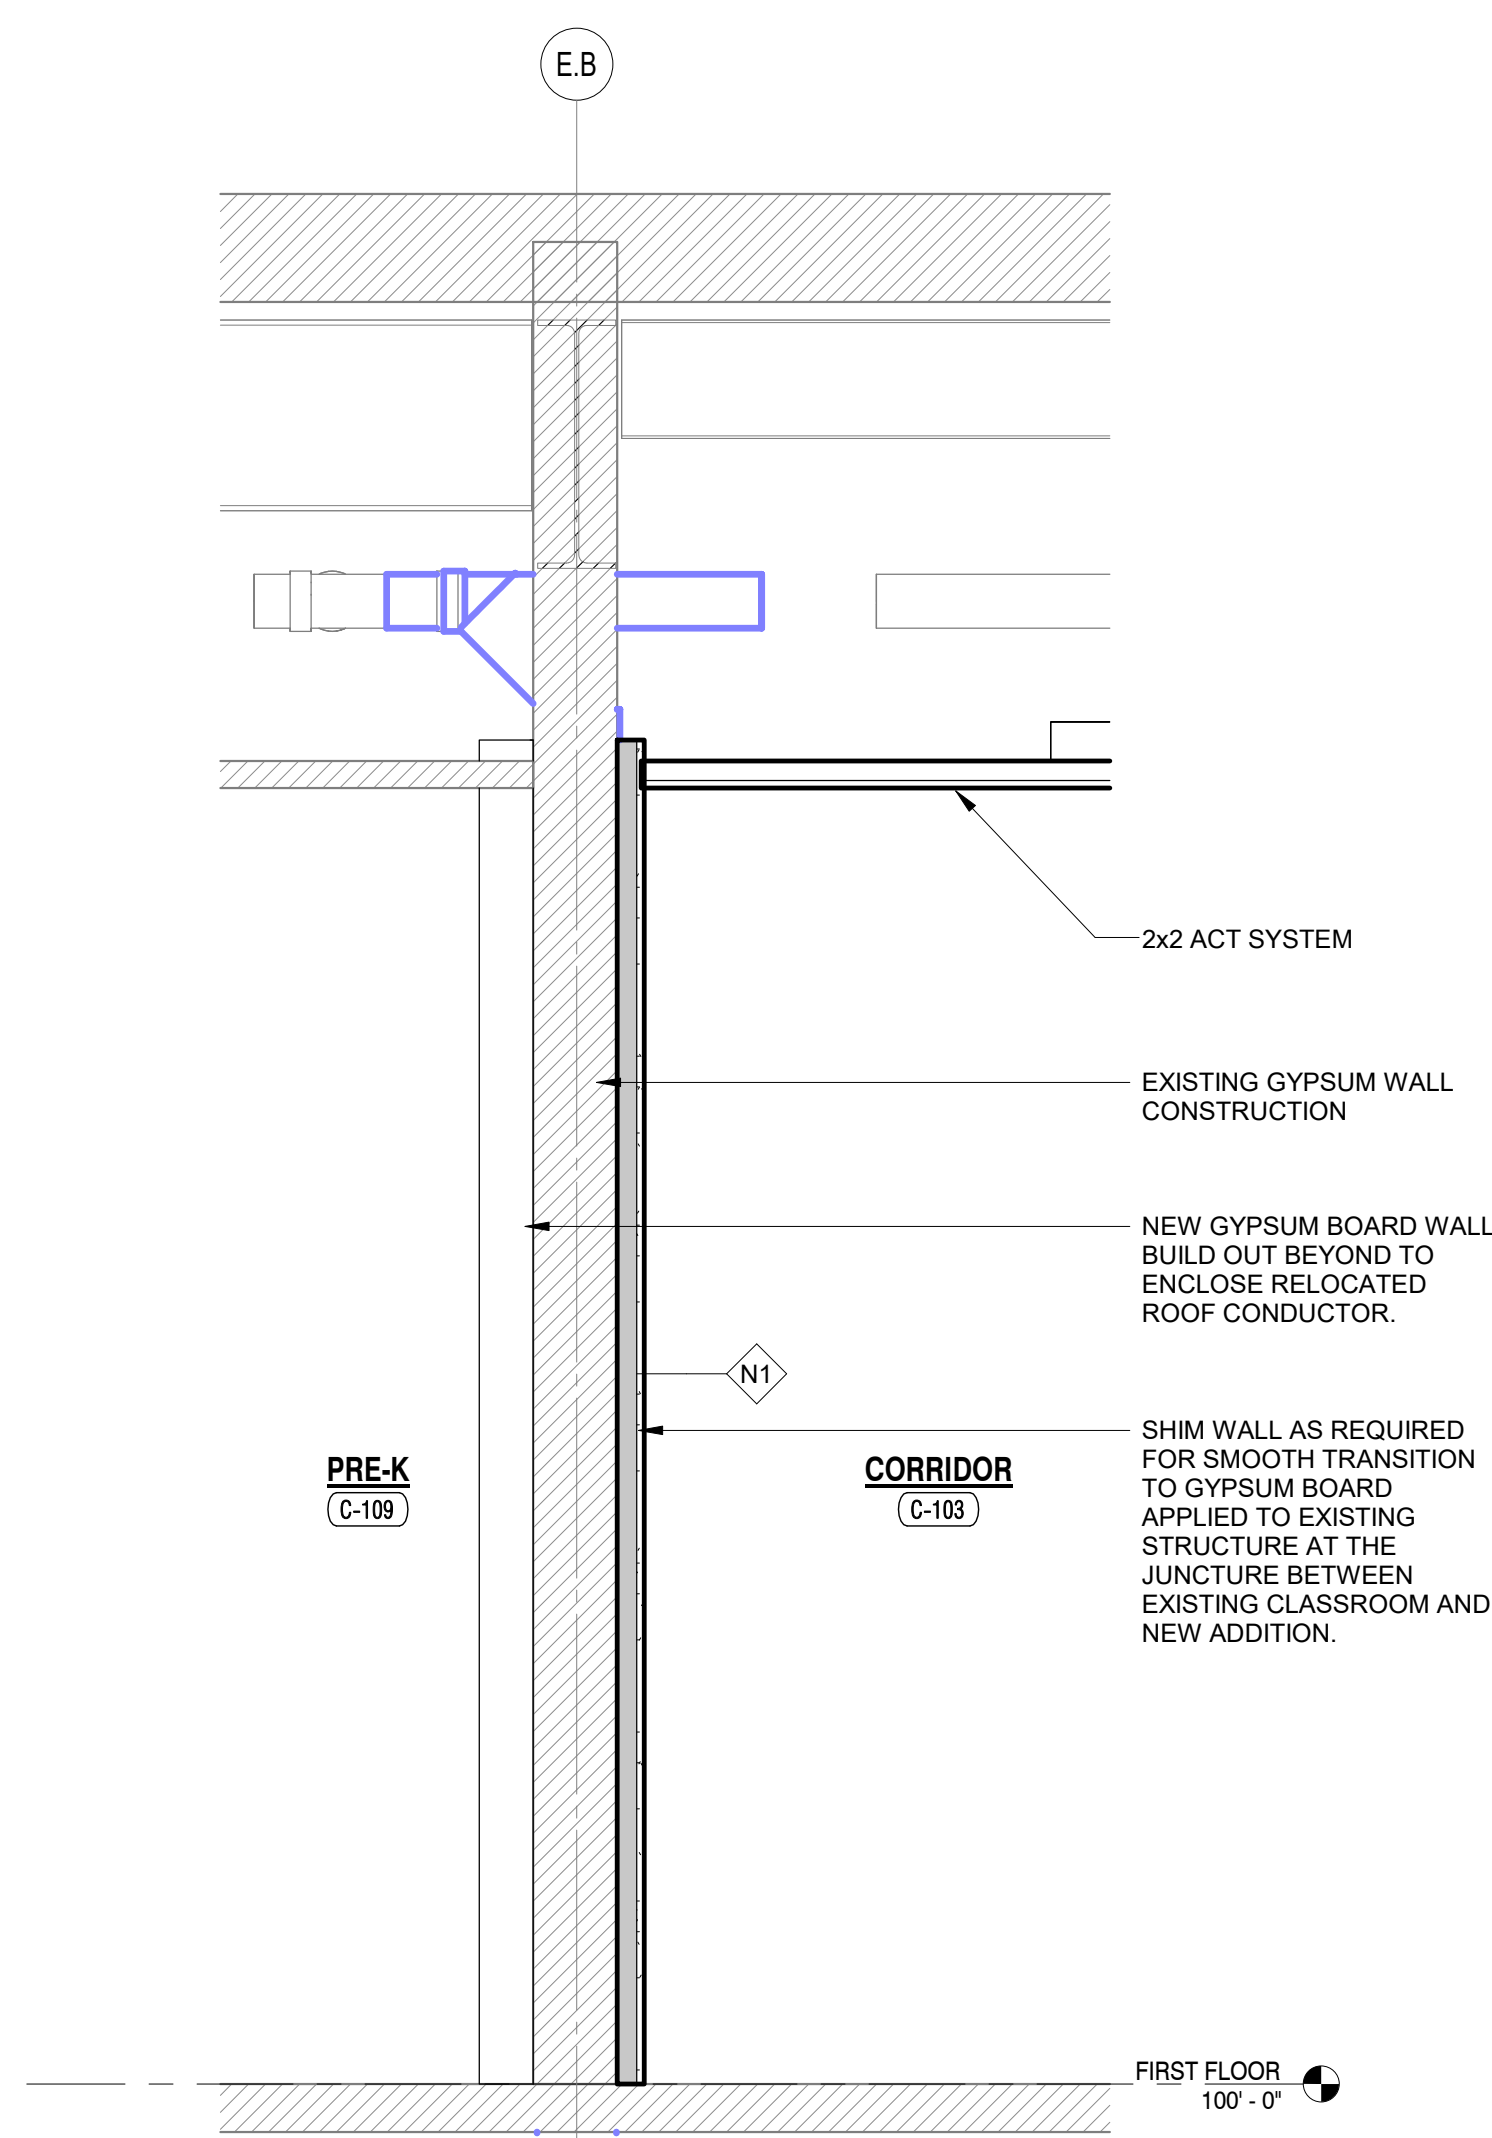 E.B
2x2 ACT SYSTEM
EXISTING GYPSUM WALL
CONSTRUCTION
NEW GYPSUM BOARD WALL
BUILD OUT BEYOND TO
ENCLOSE RELOCATED
ROOF CONDUCTOR.
N1
SHIM WALL AS REQUIRED
FOR SMOOTH TRANSITION
TO GYPSUM BOARD
APPLIED TO EXISTING
STRUCTURE AT THE
JUNCTURE BETWEEN
EXISTING CLASSROOM AND
NEW ADDITION.
PRE-K
C-109
CORRIDOR
C-103
FIRST FLOOR
100' - 0"